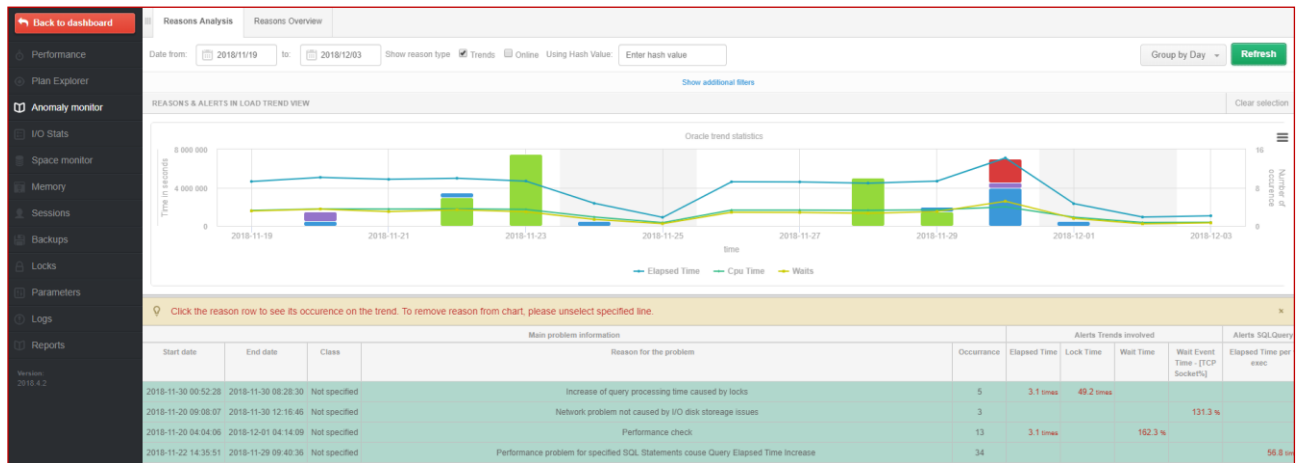 Back to dashboard
Performance
Plan Explorer
Anomaly monitor
I/O Stats
Space monitor
Memory
Sessions
Backups
Locks
Parameters
Logs
Reports
Version:
2018.4.2
Reasons Analysis Reasons Overview
Date from: 2018/11/19 to: 2018/12/03 Show reason type Trends Online Using Hash Value: Enter hash value Group by Day Refresh
Show additional filters
REASONS & ALERTS IN LOAD TREND VIEW Clear selection
Oracle trend statistics
Time in seconds
8 000 000
4 000 000
0
16
8
0
Number of occurence
2018-11-19 2018-11-21 2018-11-23 2018-11-25 2018-11-27 2018-11-29 2018-12-01 2018-12-03
time
Elapsed Time Cpu Time Waits
Click the reason row to see its occurence on the trend. To remove reason from chart, please unselect specified line. ×
Main problem information Alerts Trends involved Alerts SQLQuery
Start date End date Class Reason for the problem Occurrance Elapsed Time Lock Time Wait Time Wait Event Time - [TCP Socket%] Elapsed Time per exec
2018-11-30 00:52:28 2018-11-30 08:28:30 Not specified Increase of query processing time caused by locks 5 3.1 times 49.2 times
2018-11-20 09:08:07 2018-11-30 12:16:46 Not specified Network problem not caused by I/O disk storeage issues 3 131.3 %
2018-11-20 04:04:06 2018-12-01 04:14:09 Not specified Performance check 13 3.1 times 162.3 %
2018-11-22 14:35:51 2018-11-29 09:40:36 Not specified Performance problem for specified SQL Statements couse Query Elapsed Time Increase 34 56.8